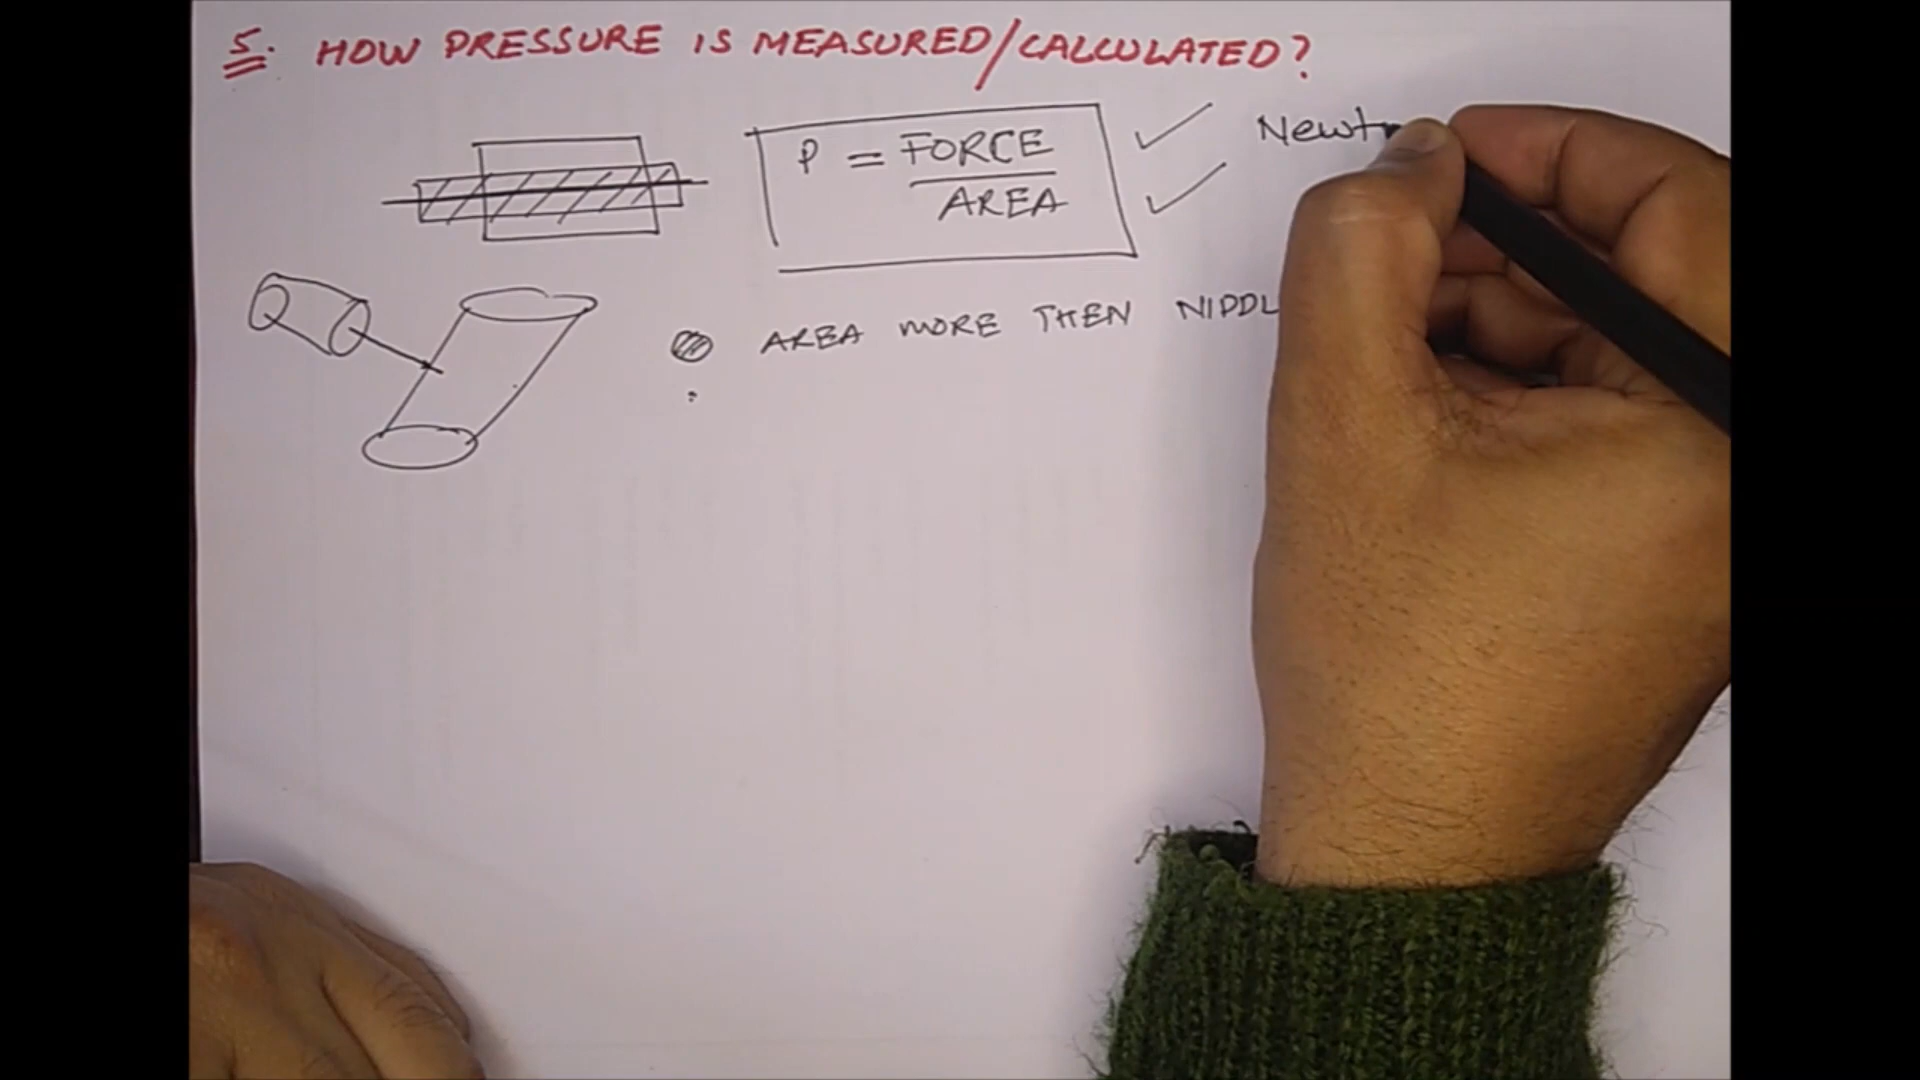 5. HOW PRESSURE IS MEASURED/CALCULATED?
P = FORCE
AREA
AREA MORE THEN